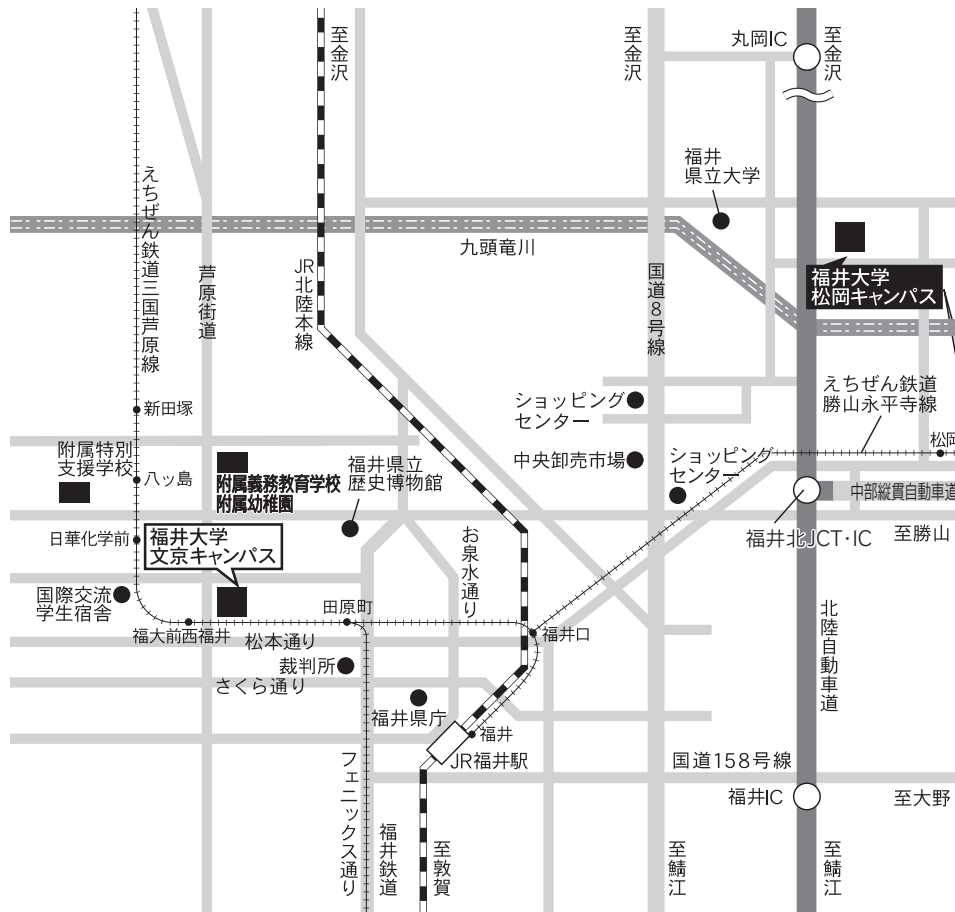 至金沢
至金沢
丸岡IC
至金沢
福井
県立大学
えちぜん鉄道三国芦原線
芦原街道
JR北陸本線
九頭竜川
国道8号線
福井大学
松岡キャンパス
新田塚
ショッピング
センター
えちぜん鉄道
勝山永平寺線
附属特別
支援学校
八ッ島
附属義務教育学校
附属幼稚園
福井県立
歴史博物館
中央卸売市場
ショッピング
センター
松岡
中部縦貫自動車道
日華化学前
福井大学
文京キャンパス
お泉水通り
福井北JCT・IC
至勝山
国際交流
学生宿舎
田原町
福大前西福井
松本通り
福井口
北陸自動車道
裁判所
さくら通り
福井県庁
福井
JR福井駅
国道158号線
福井IC
至大野
フェニックス通り
福井鉄道
至敦賀
至鯖江
至鯖江